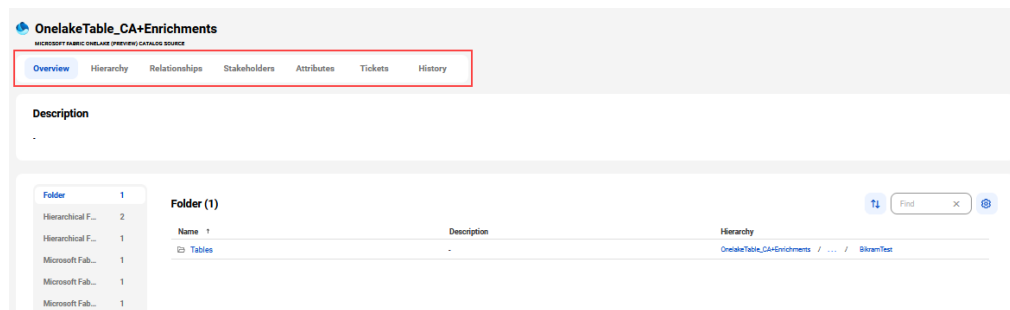 OnelakeTable_CA+Enrichments
MICROSOFT FABRIC ONELAKE (PREVIEW) CATALOG SOURCE
Overview Hierarchy Relationships Stakeholders Attributes Tickets History
Description
-
Folder 1
Hierarchical F... 2
Hierarchical F... 1
Microsoft Fab... 1
Microsoft Fab... 1
Microsoft Fab... 1
Folder (1)
Find
Name ↑ Description Hierarchy
Tables - OnelakeTable_CA+Enrichments / ... / BikramTest